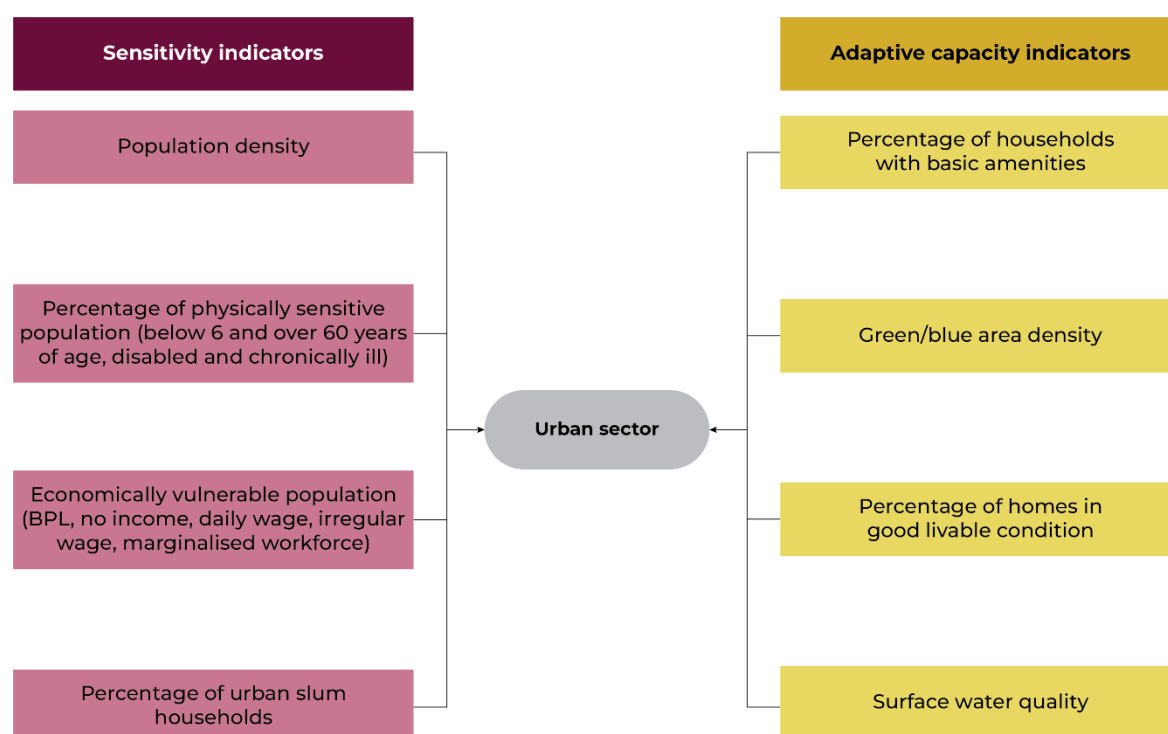 Sensitivity indicators
Population density
Percentage of physically sensitive
population (below 6 and over 60 years
of age, disabled and chronically ill)
Economically vulnerable population
(BPL, no income, daily wage, irregular
wage, marginalised workforce)
Percentage of urban slum
households
Urban sector
Adaptive capacity indicators
Percentage of households
with basic amenities
Green/blue area density
Percentage of homes in
good livable condition
Surface water quality